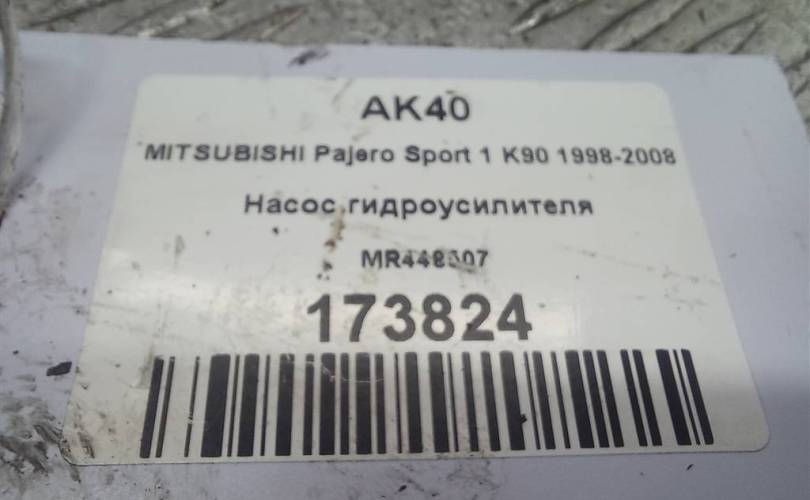 AK40
MITSUBISHI Pajero Sport 1 K90 1998-2008
Насос гидроусилителя
173824